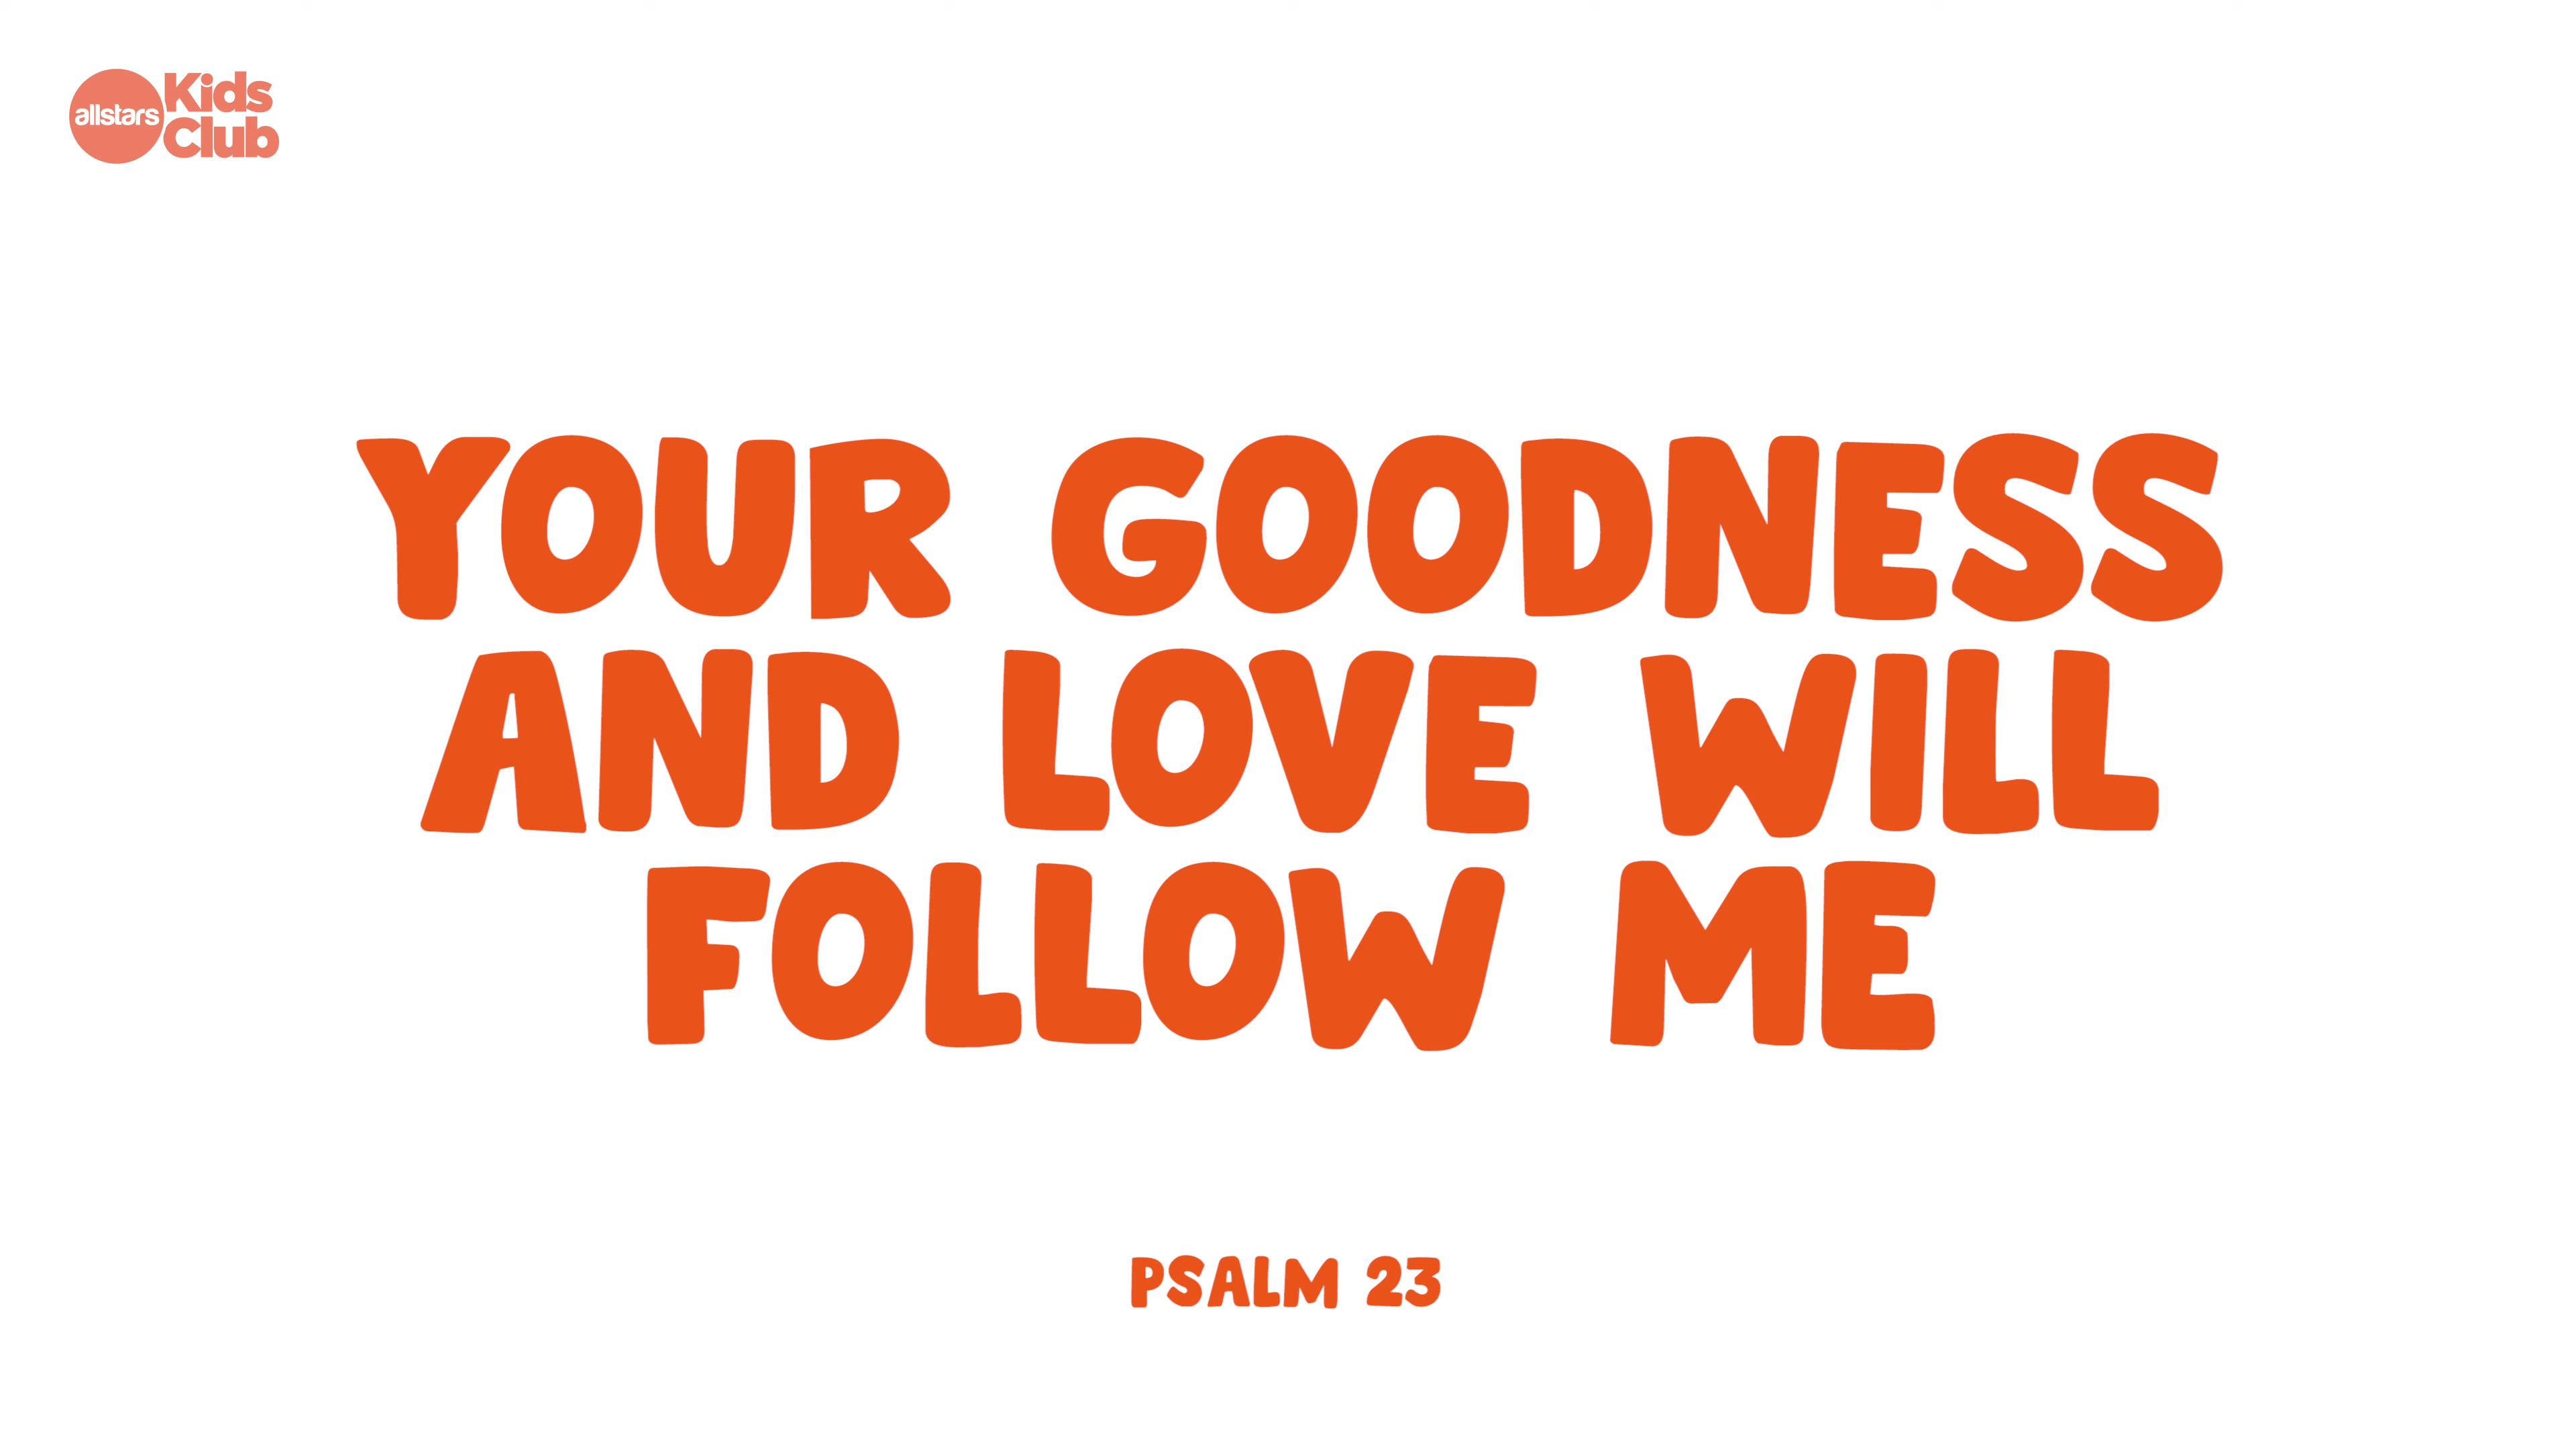 allstars
Kids
Club
YOUR GOODNESS
AND LOVE WILL
FOLLOW ME
PSALM 23